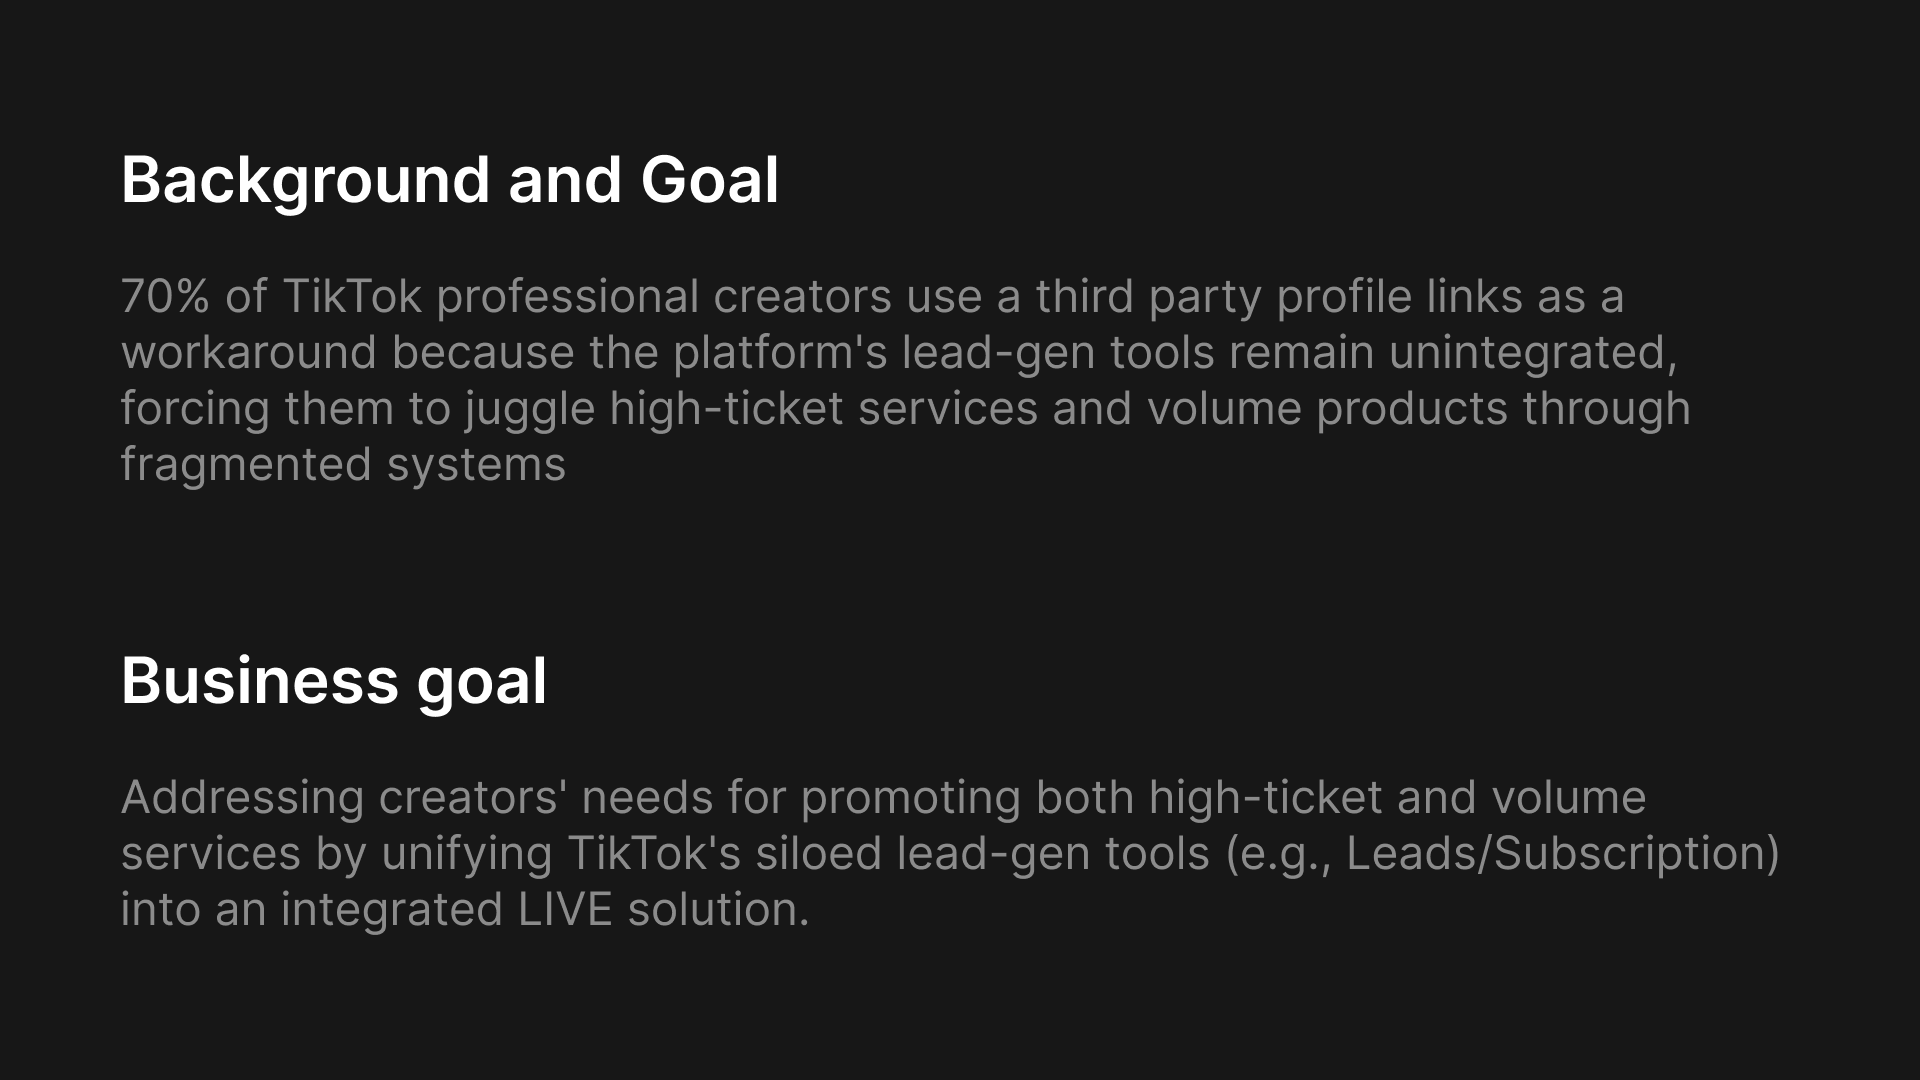 Background and Goal
70% of TikTok professional creators use a third party profile links as a
workaround because the platform's lead-gen tools remain unintegrated,
forcing them to juggle high-ticket services and volume products through
fragmented systems
Business goal
Addressing creators' needs for promoting both high-ticket and volume
services by unifying TikTok's siloed lead-gen tools (e.g., Leads/Subscription)
into an integrated LIVE solution.